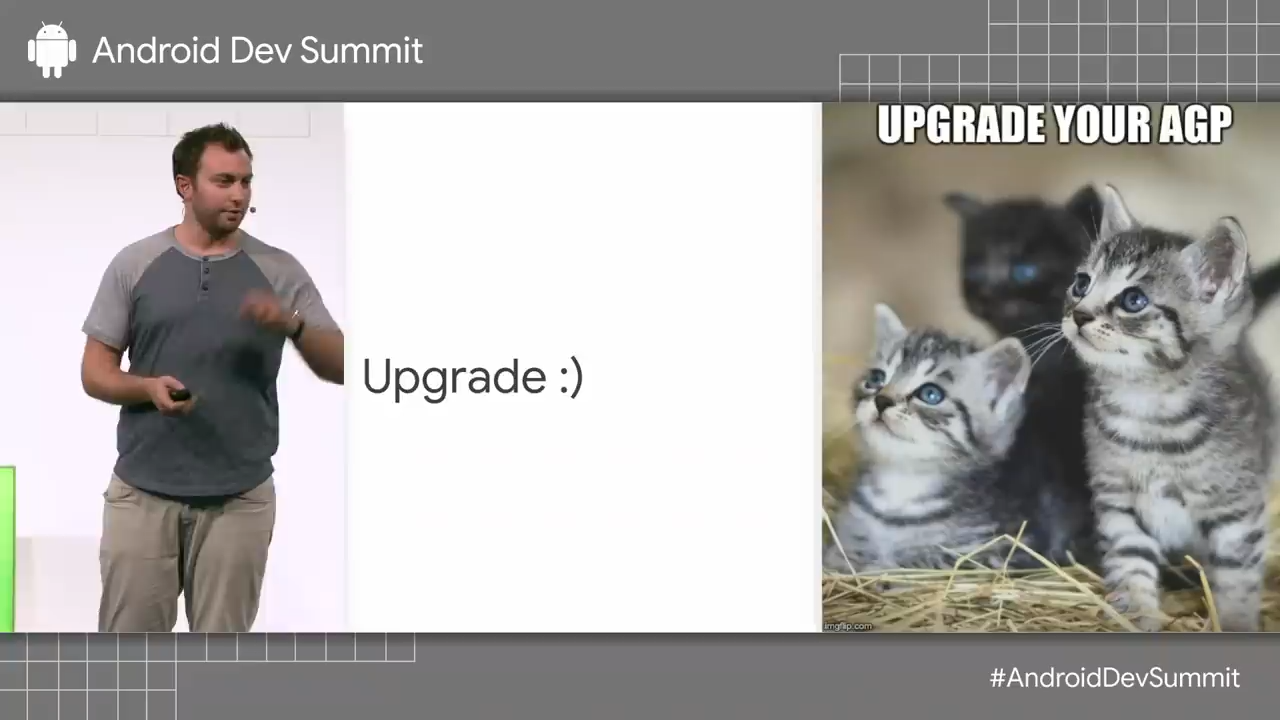 Android Dev Summit
UPGRADE YOUR AGP
Upgrade :)
imgflip.com
#AndroidDevSummit